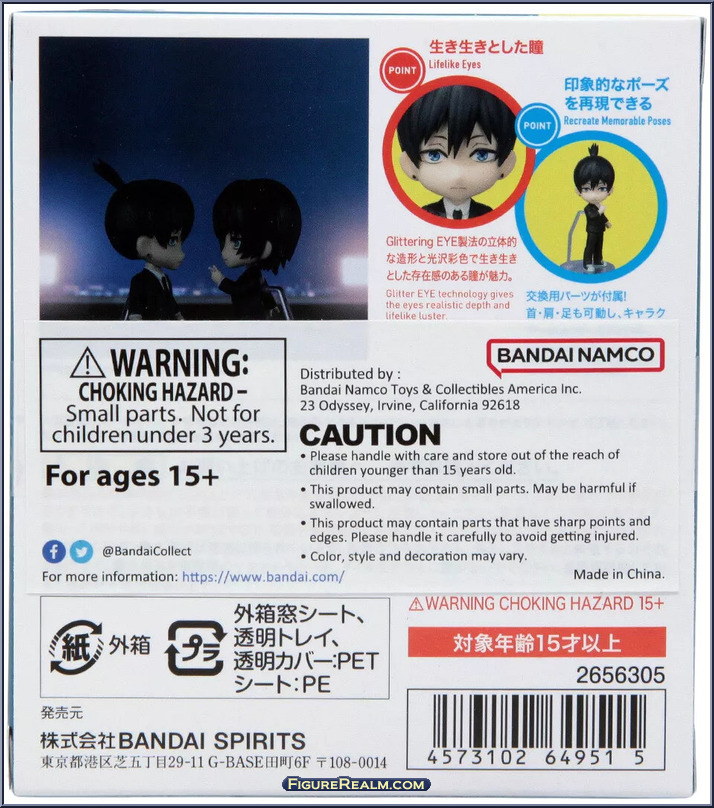 POINT
生き生きとした瞳
Lifelike Eyes
POINT
印象的なポーズ
を再現できる
Recreate Memorable Poses
Glittering EYE製法の立体的
な造形と光沢彩色で生き生き
とした存在感のある瞳が魅力。
Glitter EYE technology gives
the eyes realistic depth and
lifelike luster.
交換用パーツが付属!
首・肩・足も可動し、キャラク
⚠WARNING:
CHOKING HAZARD –
Small parts. Not for
children under 3 years.
For ages 15+
@BandaiCollect
For more information: https://www.bandai.com/
Distributed by :
Bandai Namco Toys & Collectibles America Inc.
23 Odyssey, Irvine, California 92618
BANDAI NAMCO
CAUTION
• Please handle with care and store out of the reach of
children younger than 15 years old.
• This product may contain small parts. May be harmful if
swallowed.
• This product may contain parts that have sharp points and
edges. Please handle it carefully to avoid getting injured.
• Color, style and decoration may vary.
Made in China.
紙 外箱
プラ
外箱窓シート、
透明トレイ、
透明カバー:PET
シート:PE
⚠WARNING CHOKING HAZARD 15+
対象年齢15才以上
2656305
4573102 649515
発売元
株式会社BANDAI SPIRITS
東京都港区芝五丁目29-11 G-BASE田町6F 〒108-0014
FIGUREREALM.COM